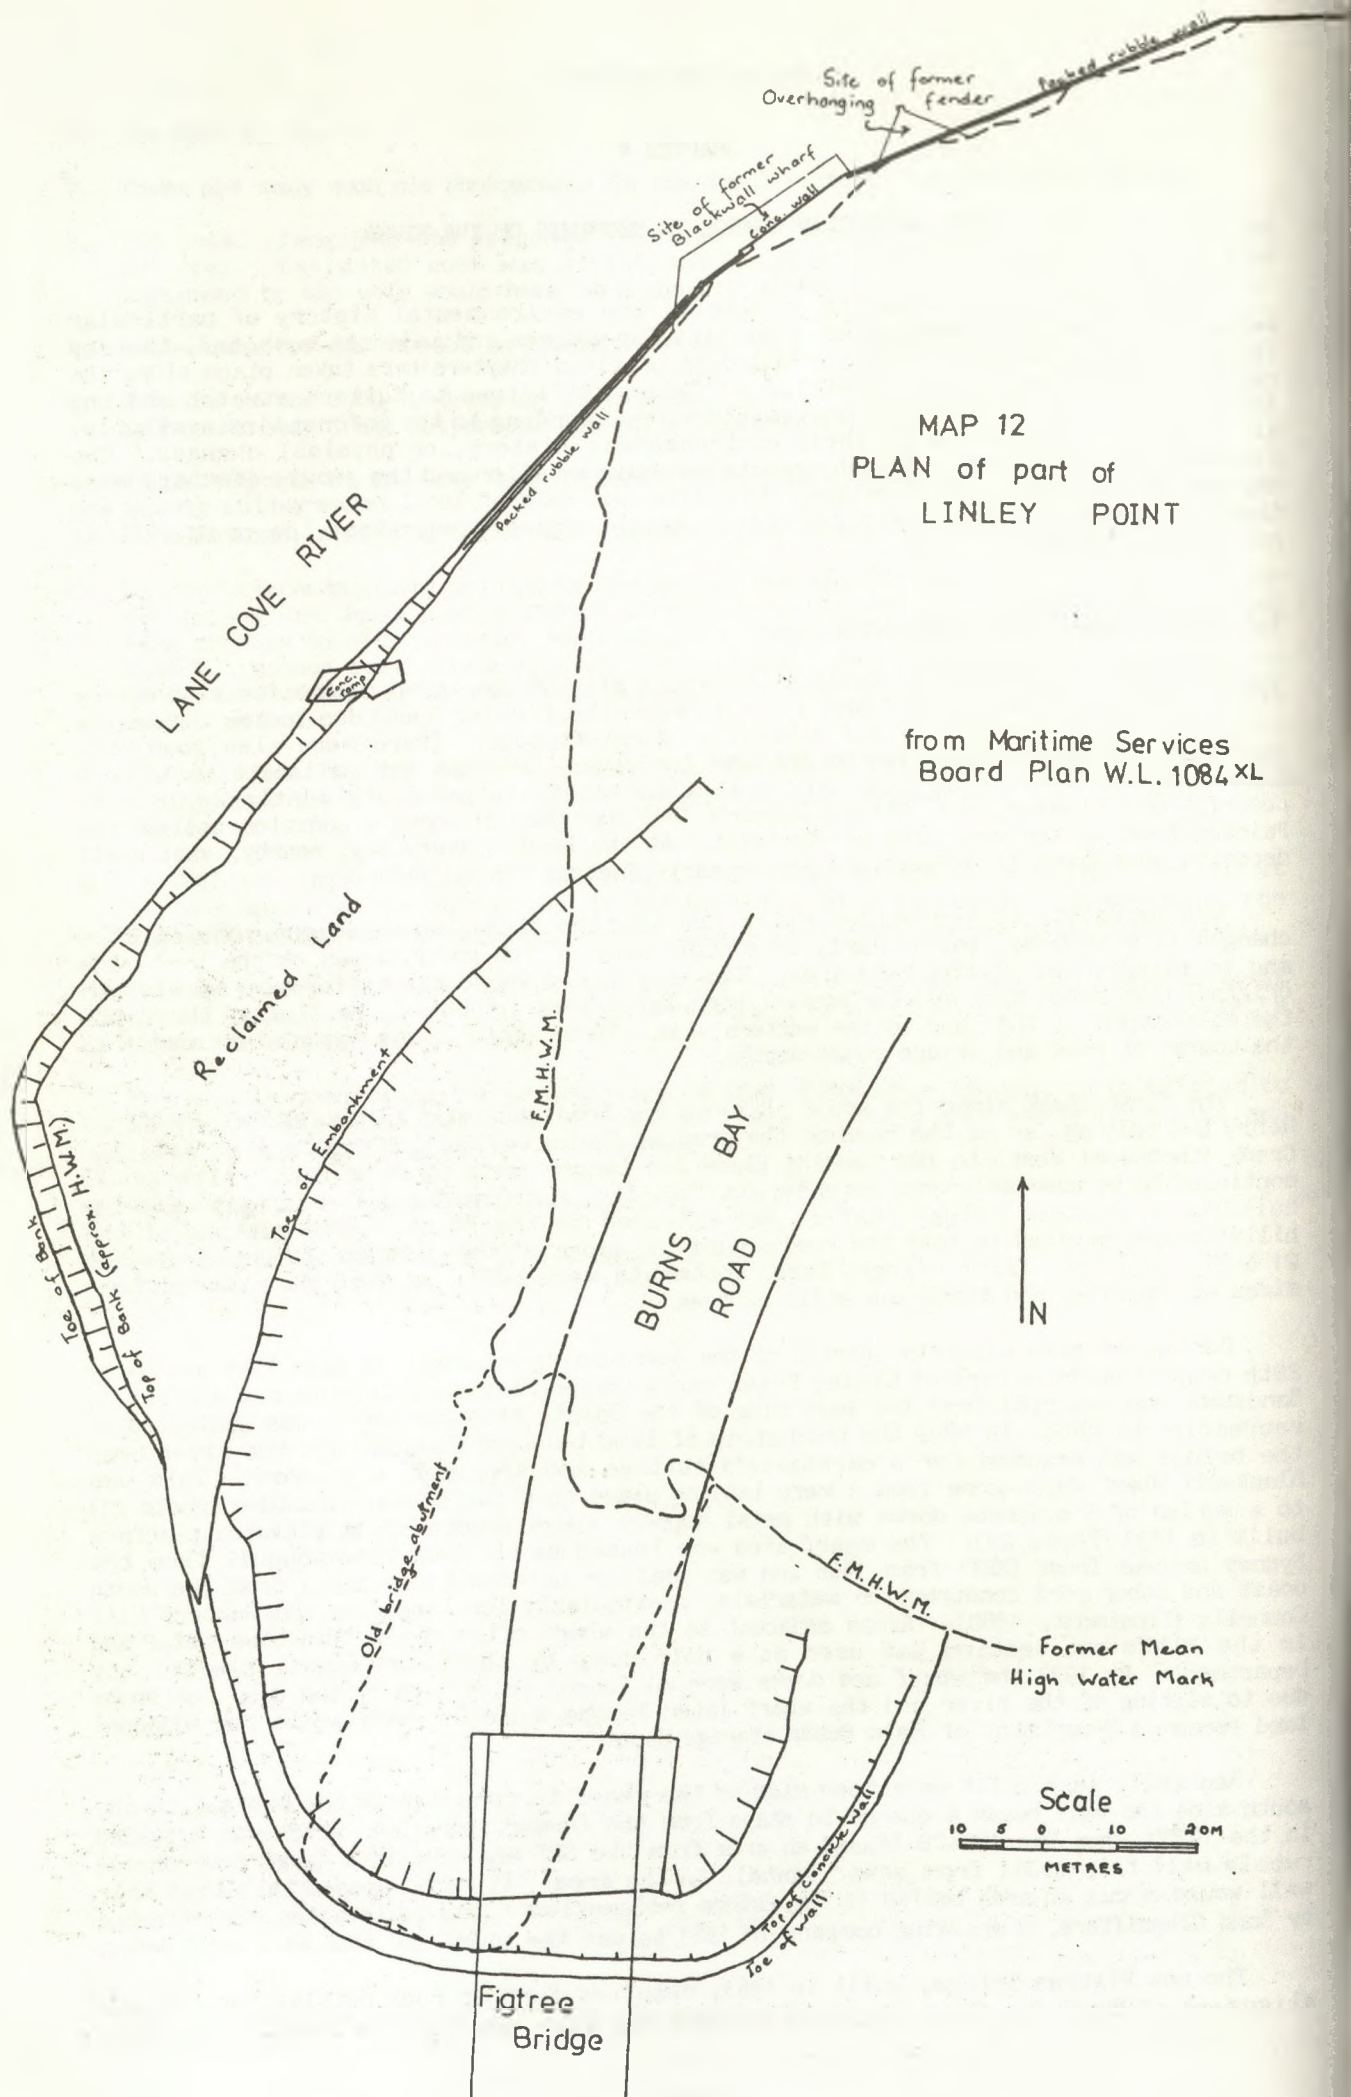 Packed rubble wall
Site of former
Overhanging fender
Site of former
Blackwall wharf
Conc. wall
Packed rubble wall
MAP 12
PLAN of part of
LINLEY POINT
LANE COVE RIVER
Conc.
ramp
from Maritime Services
Board Plan W.L. 1084 XL
Reclaimed Land
F.M.H.W.M.
Toe of Embankment
BURNS BAY
ROAD
Toe of Bank
Top of Bank (approx. H.W.M.)
N
Old bridge abutment
F.M.H.W.M.
Former Mean
High Water Mark
Scale
10 5 0 10 20M
METRES
Top of Concrete Wall
Toe of Wall
Figtree
Bridge